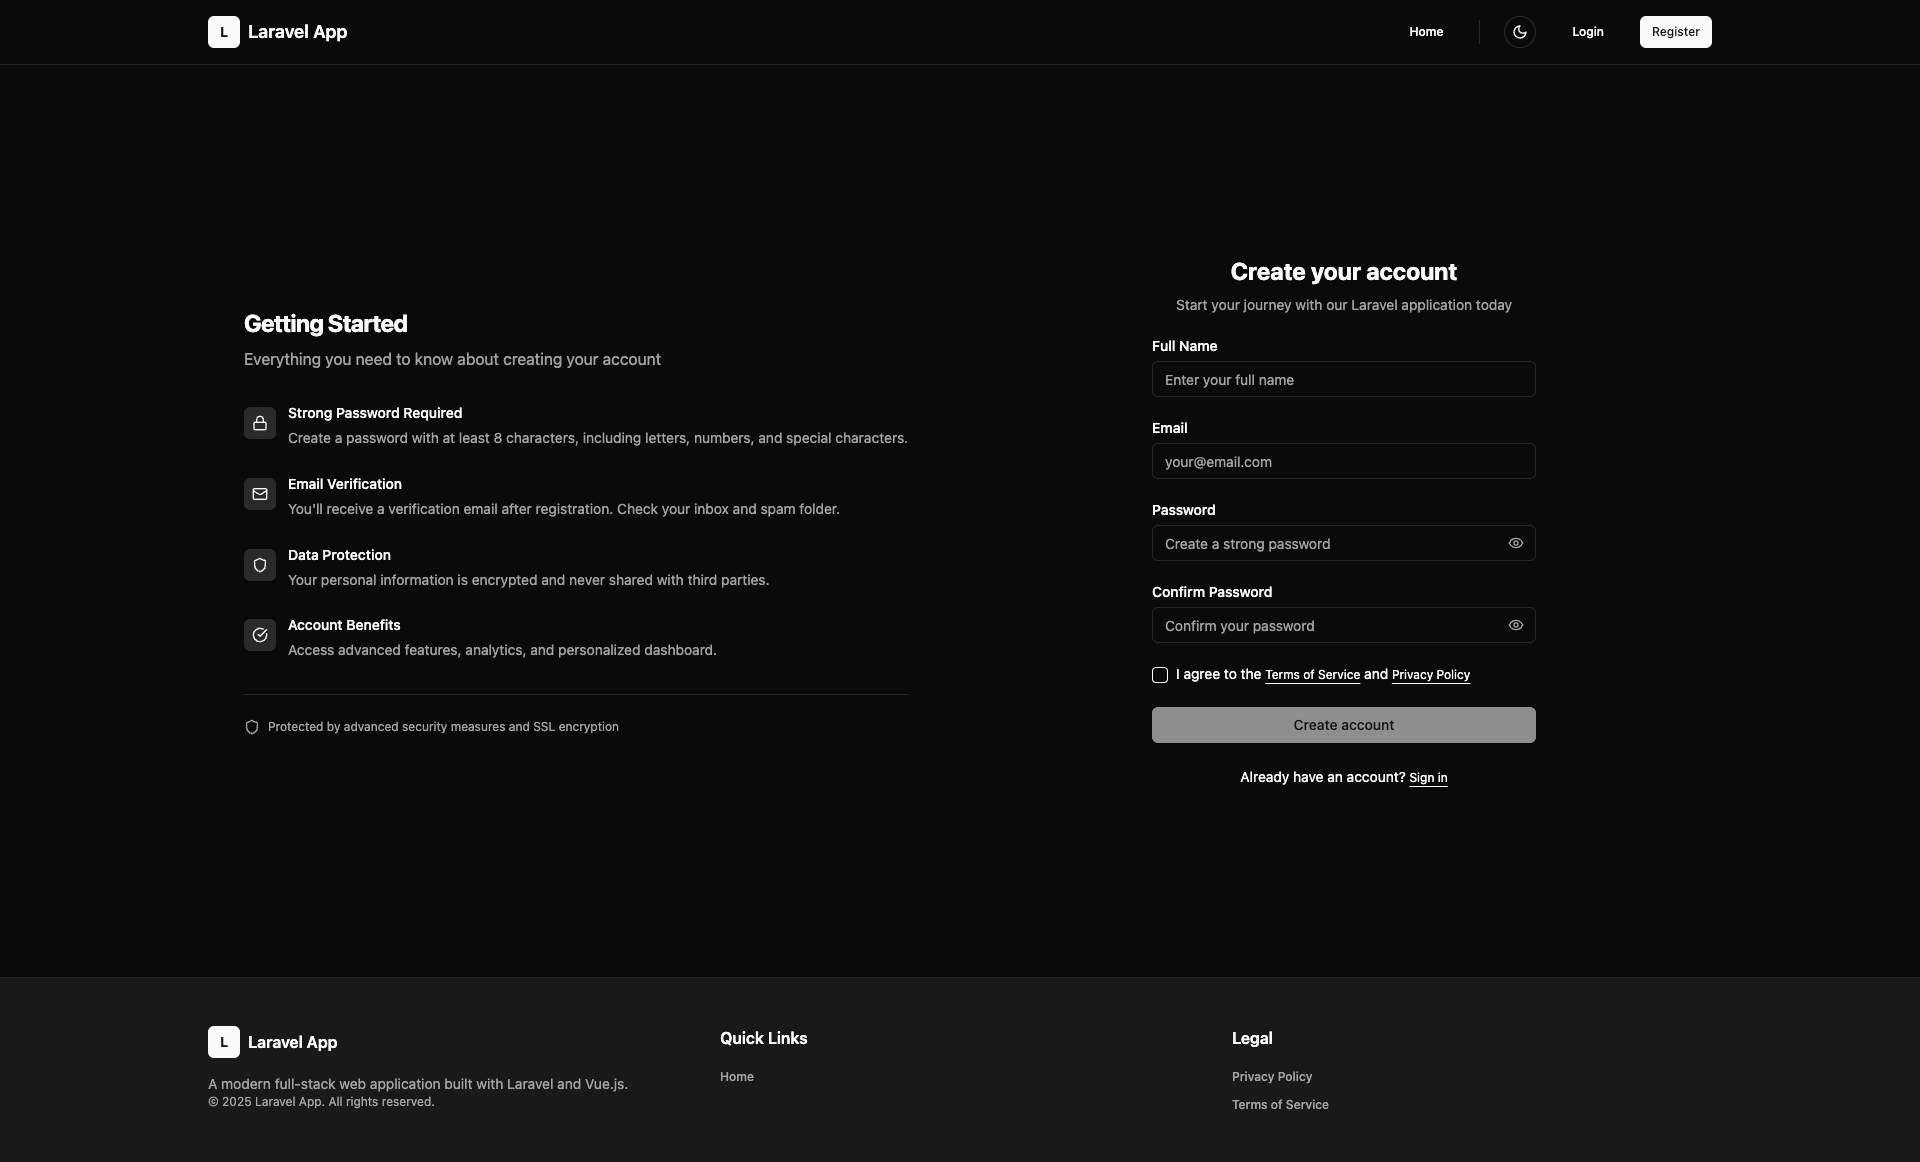 L
Laravel App
Home
Login
Register
Getting Started
Everything you need to know about creating your account
Strong Password Required
Create a password with at least 8 characters, including letters, numbers, and special characters.
Email Verification
You'll receive a verification email after registration. Check your inbox and spam folder.
Data Protection
Your personal information is encrypted and never shared with third parties.
Account Benefits
Access advanced features, analytics, and personalized dashboard.
Protected by advanced security measures and SSL encryption
Create your account
Start your journey with our Laravel application today
Full Name
Enter your full name
Email
your@email.com
Password
Create a strong password
Confirm Password
Confirm your password
I agree to the Terms of Service and Privacy Policy
Create account
Already have an account? Sign in
L
Laravel App
A modern full-stack web application built with Laravel and Vue.js.
© 2025 Laravel App. All rights reserved.
Quick Links
Home
Legal
Privacy Policy
Terms of Service